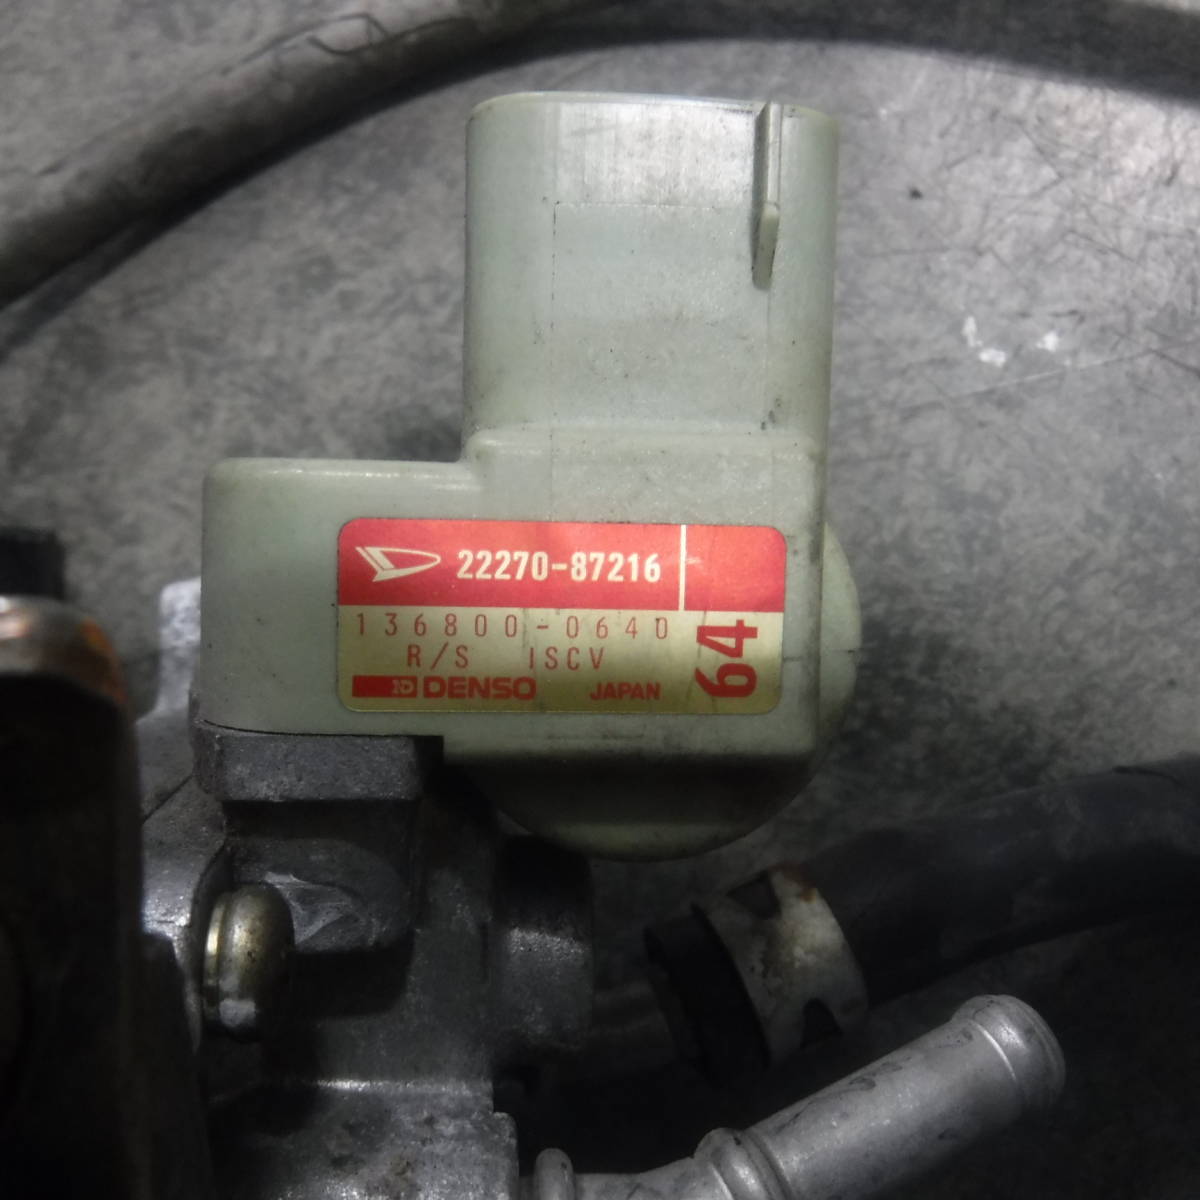 22270-87216
136800-0640
R/S ISCV
DENSO JAPAN
64